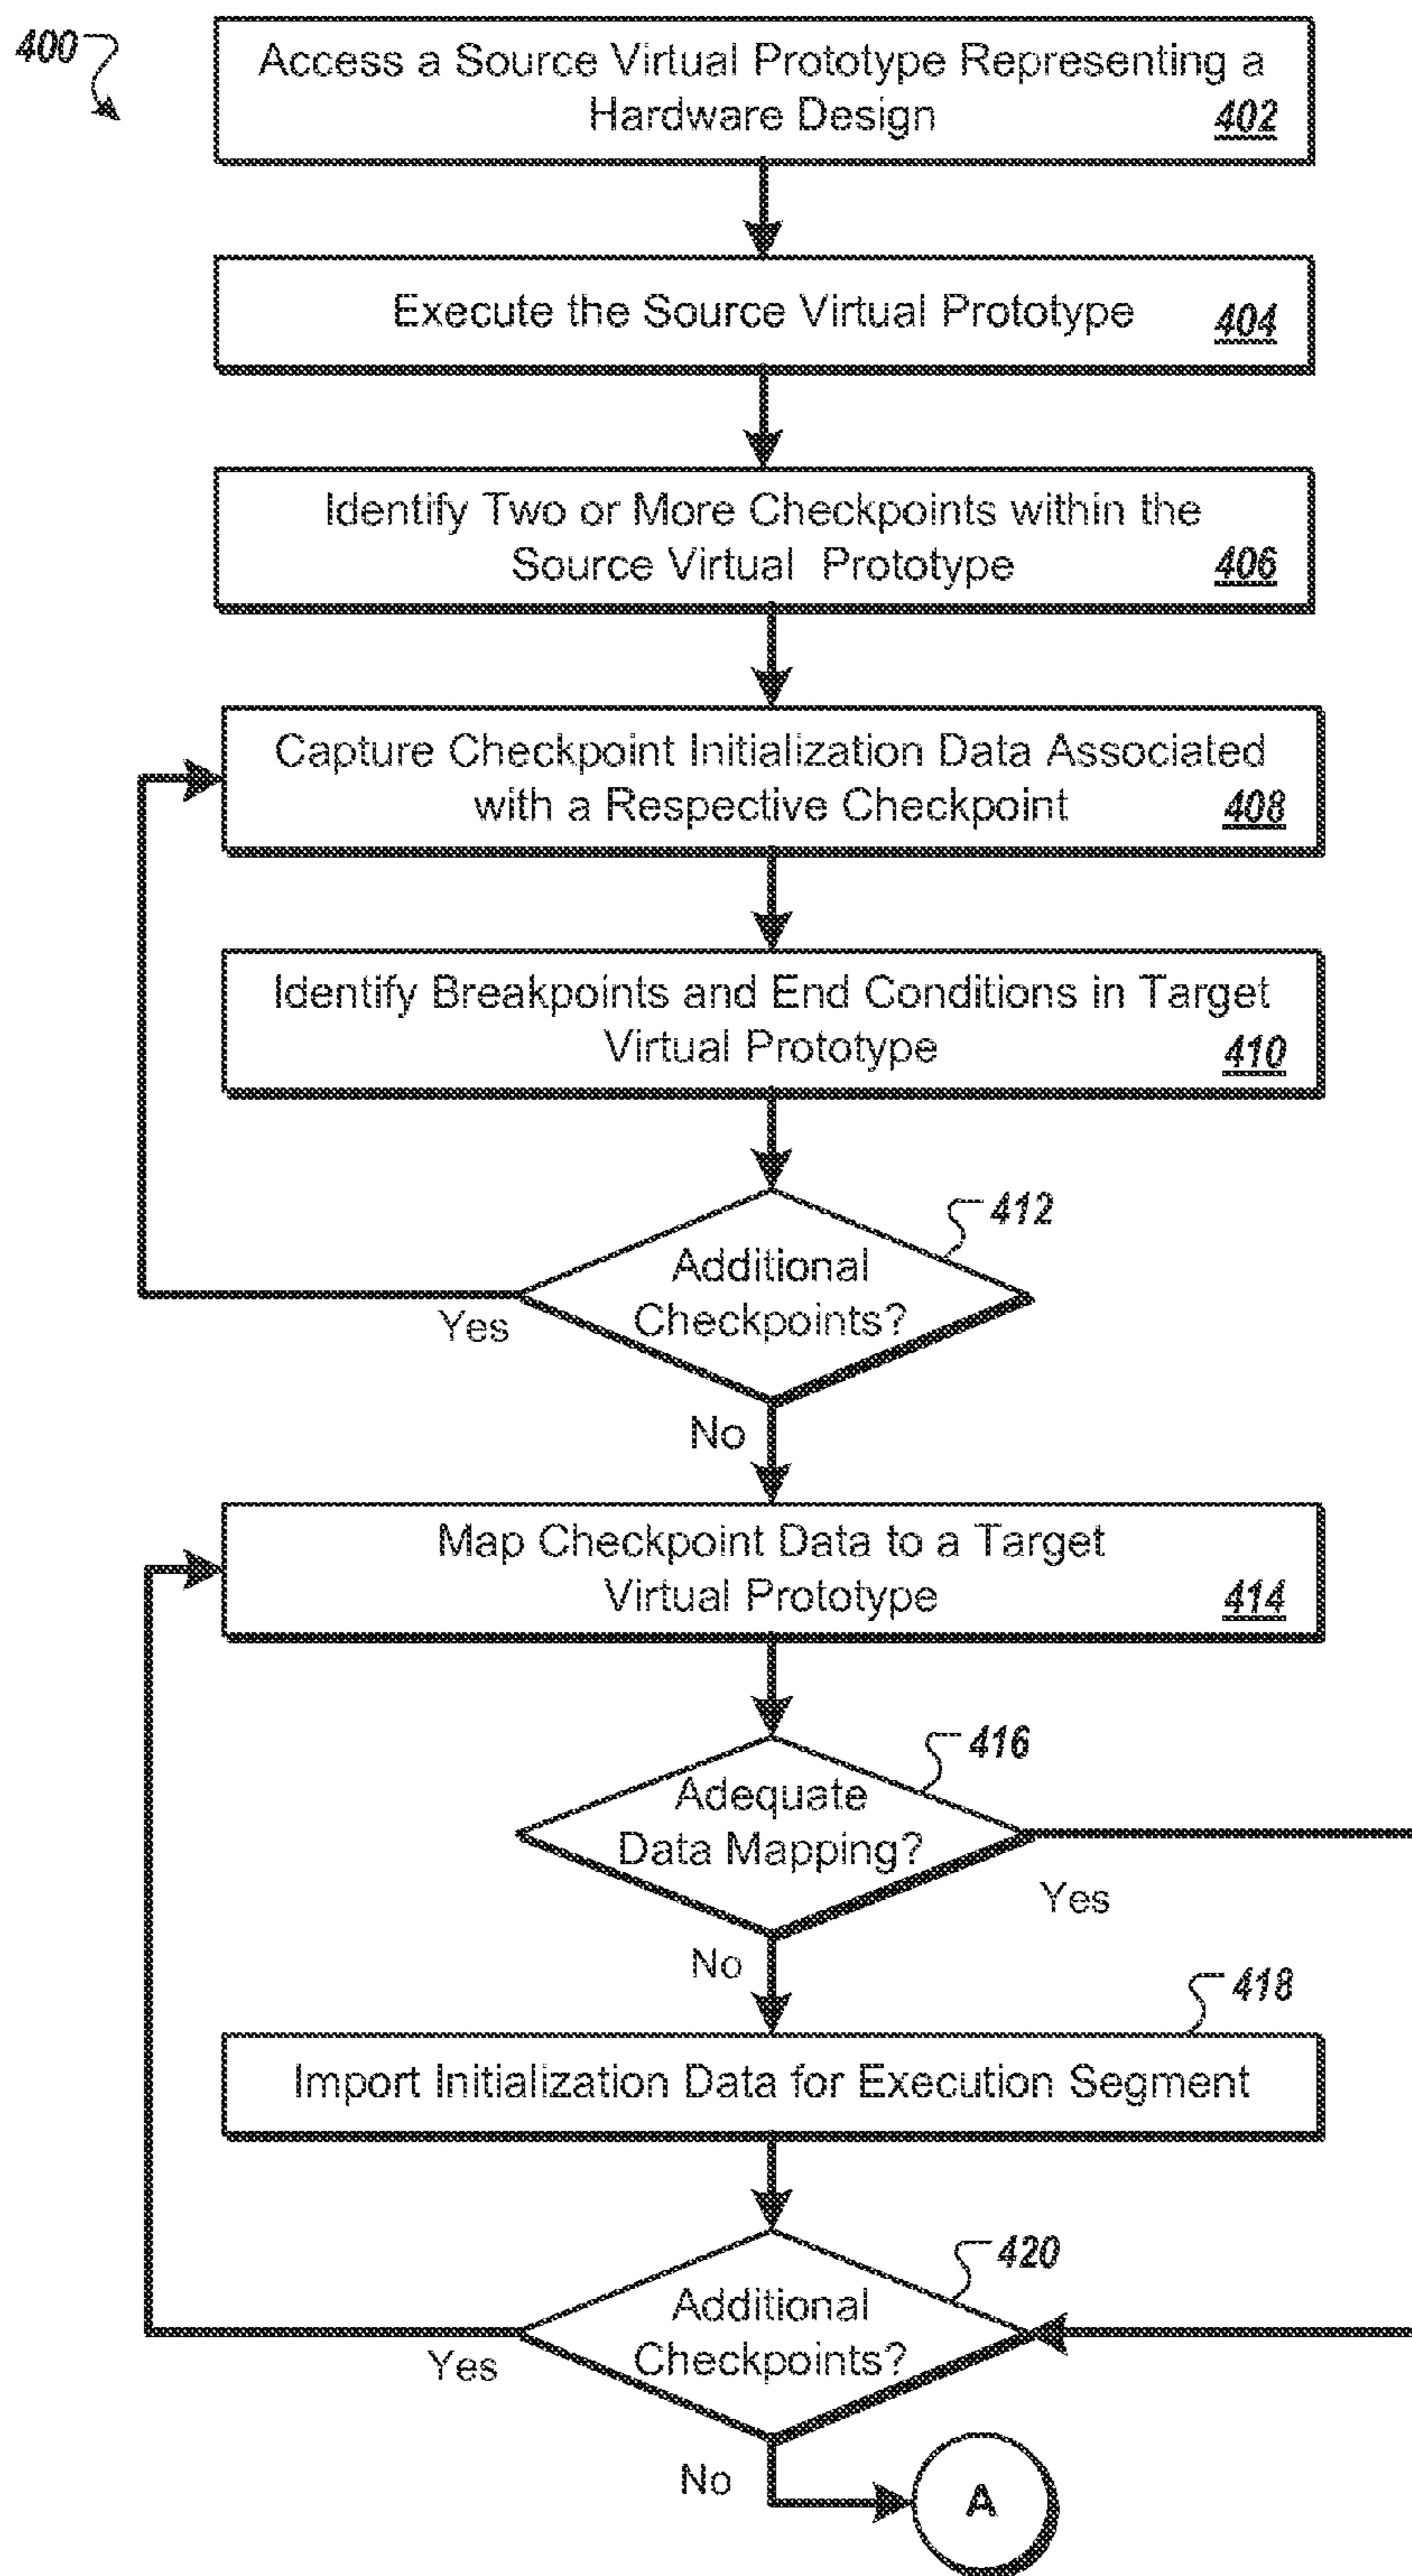 400
Access a Source Virtual Prototype Representing a
Hardware Design
402
Execute the Source Virtual Prototype
404
Identify Two or More Checkpoints within the
Source Virtual Prototype
406
Capture Checkpoint Initialization Data Associated
with a Respective Checkpoint
408
Identify Breakpoints and End Conditions in Target
Virtual Prototype
410
412
Additional
Checkpoints?
Yes
No
Map Checkpoint Data to a Target
Virtual Prototype
414
416
Adequate
Data Mapping?
Yes
No
418
Import Initialization Data for Execution Segment
420
Additional
Checkpoints?
Yes
No
A